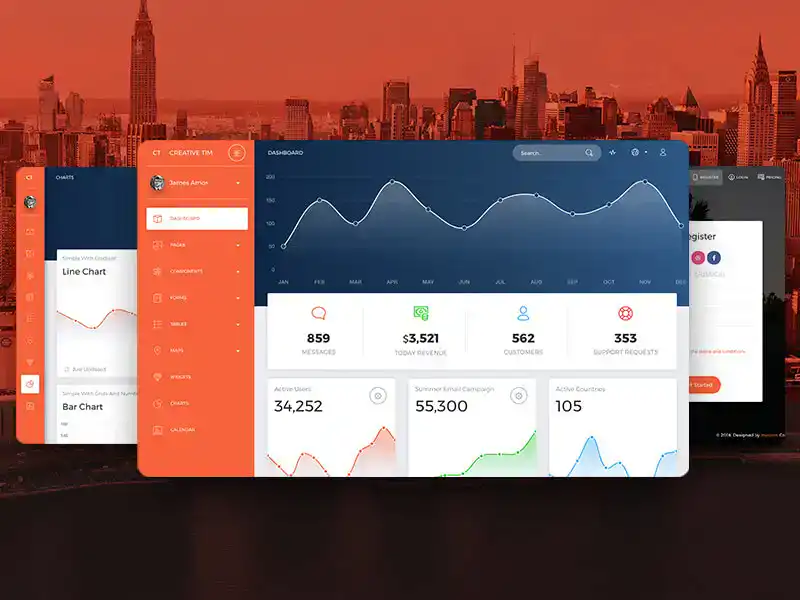 CT
CHARTS
Simple With Gradient
Line Chart
Just Updated
Simple With Grids And Numb
Bar Chart
CT CREATIVE TIM
James Amor
DASHBOARD
PAGES
COMPONENTS
FORMS
TABLES
MAPS
WIDGETS
CHARTS
CALENDAR
DASHBOARD
Search...
200
150
100
50
0
JAN FEB MAR APR MAY JUN JUL AUG SEP OCT NOV DEC
859 $3,521 562 353
MESSAGES TODAY REVENUE CUSTOMERS SUPPORT REQUESTS
Active Users Summer Email Campaign Active Countries
34,252 55,300 105
REGISTER LOGIN PRICING
egister
classical
the terms and conditions
t Started
© 2018, Designed by